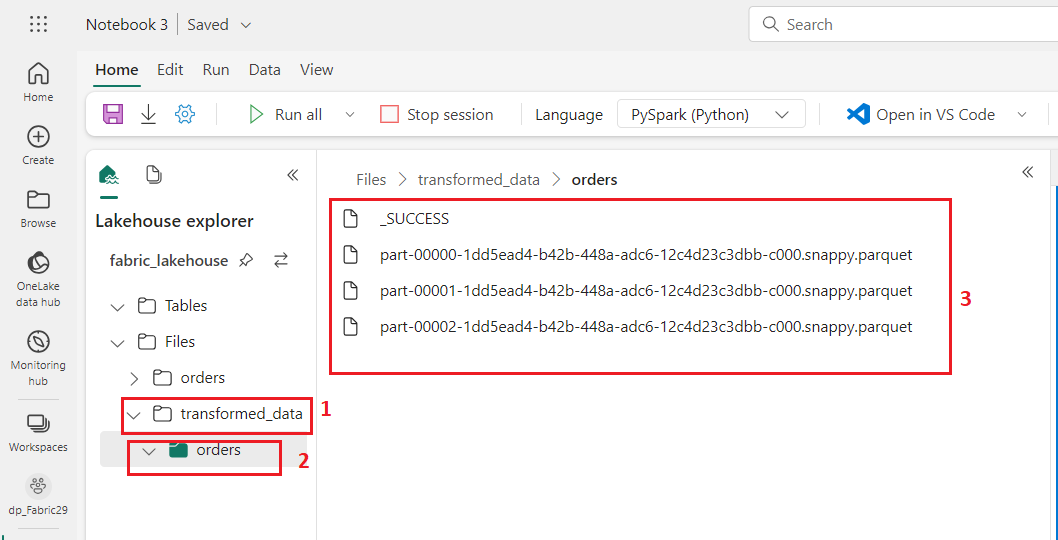 Notebook 3 Saved
Search
Home Edit Run Data View
Run all Stop session Language PySpark (Python) Open in VS Code
Home
Create
Browse
OneLake
data hub
Monitoring
hub
Workspaces
dp_Fabric29
Lakehouse explorer
fabric_lakehouse
Tables
Files
orders
transformed_data
1
orders
2
Files > transformed_data > orders
_SUCCESS
part-00000-1dd5ead4-b42b-448a-adc6-12c4d23c3dbb-c000.snappy.parquet
part-00001-1dd5ead4-b42b-448a-adc6-12c4d23c3dbb-c000.snappy.parquet
part-00002-1dd5ead4-b42b-448a-adc6-12c4d23c3dbb-c000.snappy.parquet
3